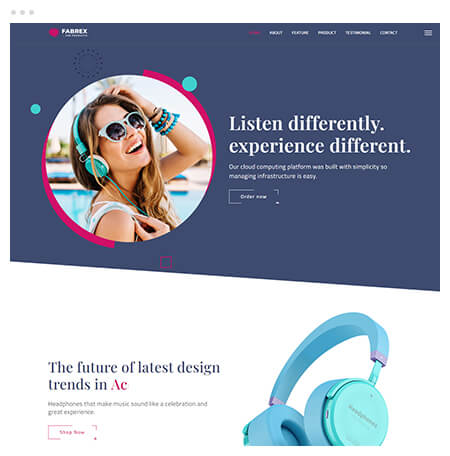 FABREX
HOME ABOUT FEATURE PRODUCT TESTIMONIAL CONTACT
Listen differently.
experience different.
Our cloud computing platform was built with simplicity so
managing infrastructure is easy.
Order now
The future of latest design
trends in Ac
Headphones that make music sound like a celebration and
great experience.
Shop Now
Headphones